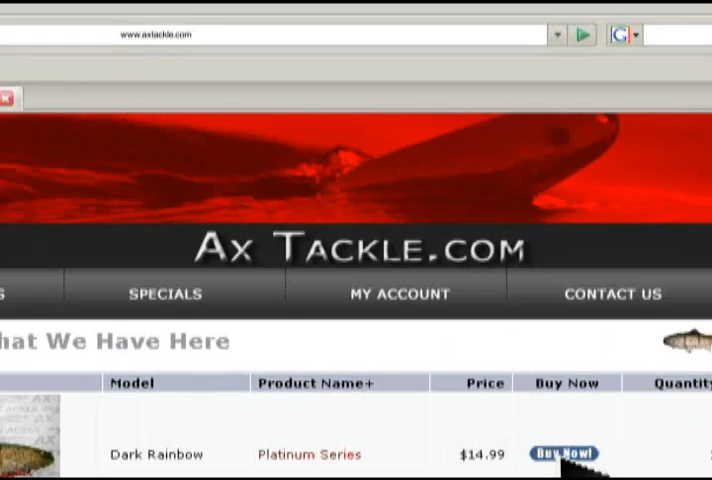 www.axtackle.com
Ax Tackle.com
SPECIALS MY ACCOUNT CONTACT US
hat We Have Here
Model Product Name+ Price Buy Now Quantity
Dark Rainbow Platinum Series $14.99 Buy Now!